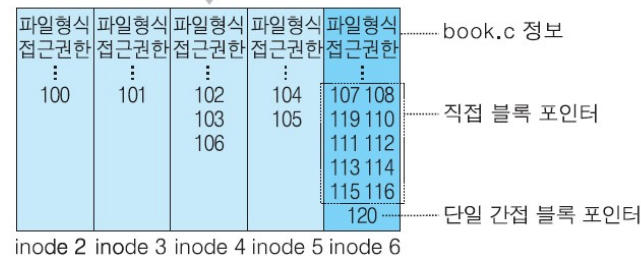 파일형식 파일형식 파일형식 파일형식 파일형식 book.c 정보
접근권한 접근권한 접근권한 접근권한 접근권한
⋮ ⋮ ⋮ ⋮ ⋮
100 101 102 104 107 108
103 105 119 110 직접 블록 포인터
106 111 112
113 114
115 116
120 단일 간접 블록 포인터
inode 2 inode 3 inode 4 inode 5 inode 6